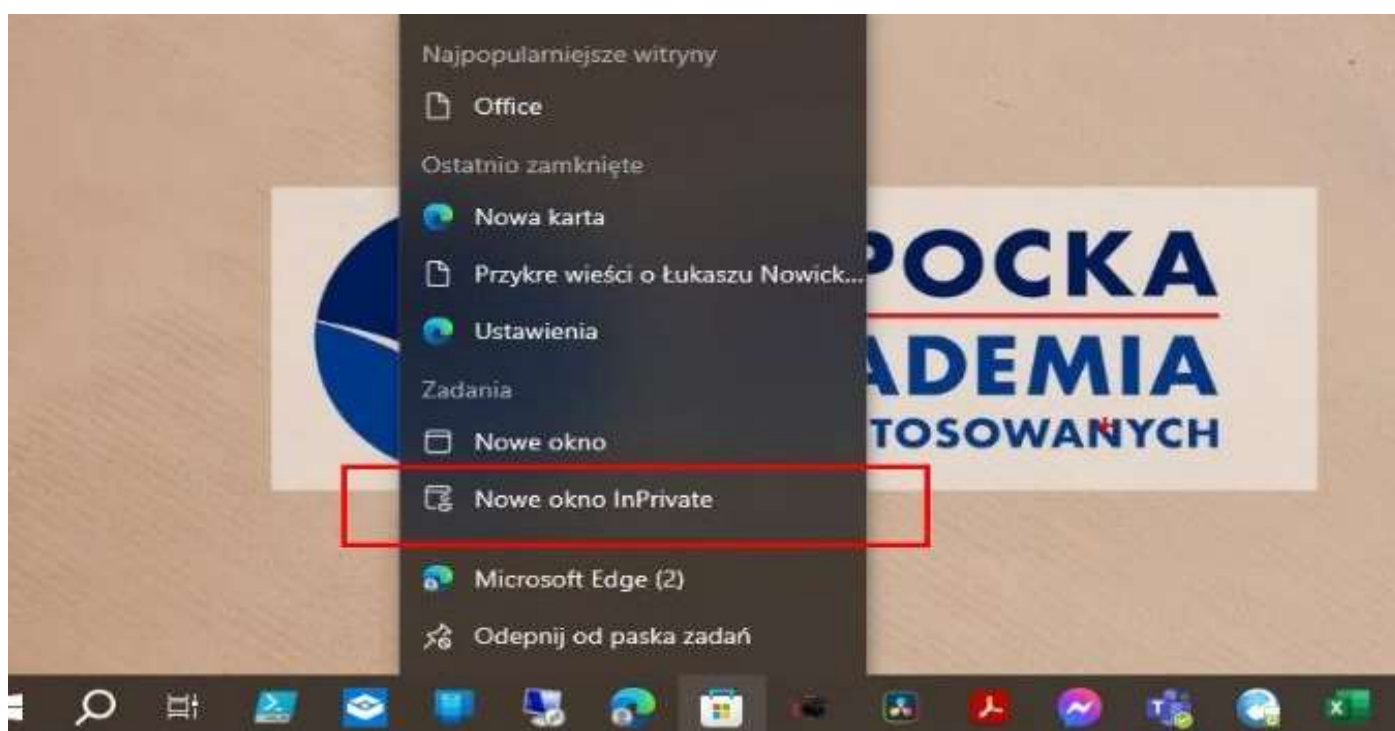 Najpopularniejsze witryny
Office
Ostatnio zamknięte
Nowa karta
Przykre wieści o Łukaszu Nowick...
Ustawienia
Zadania
Nowe okno
Nowe okno InPrivate
Microsoft Edge (2)
Odepnij od paska zadań
POCKA
ADEMIA
TOSOWANYCH